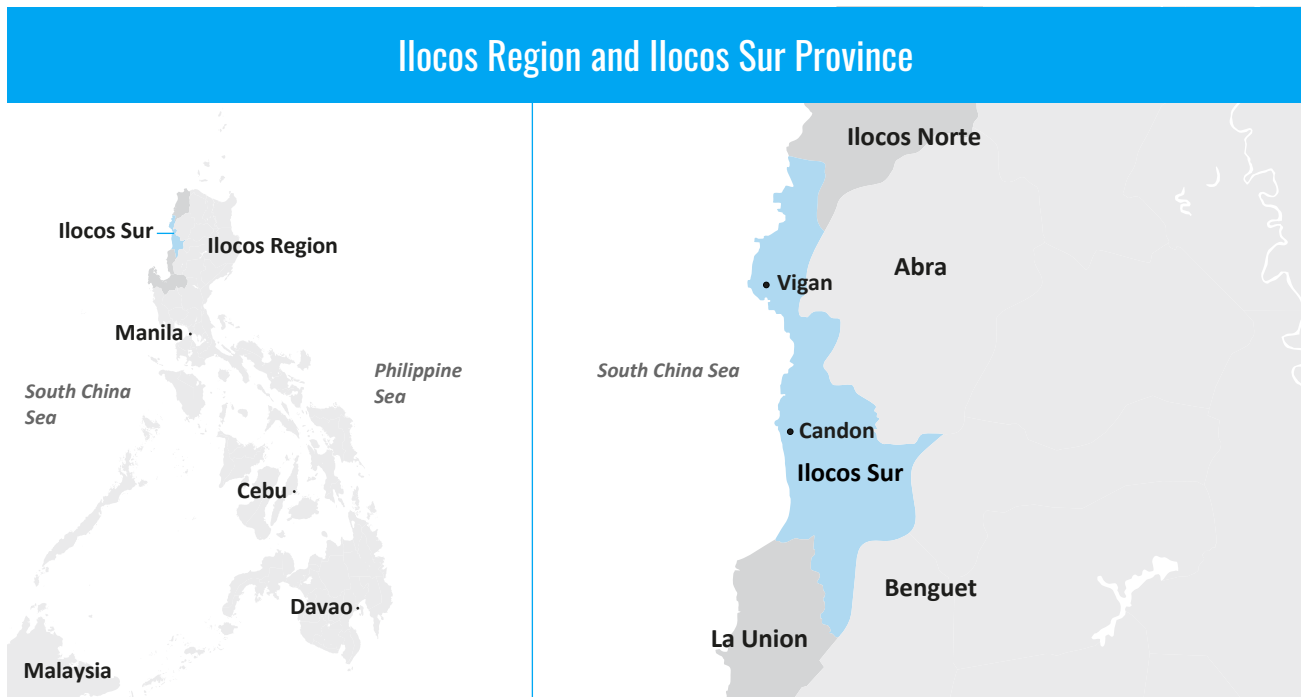 Ilocos Region and Ilocos Sur Province
Ilocos Sur
Ilocos Region
Manila
South China
Sea
Philippine
Sea
Cebu
Davao
Malaysia
Ilocos Norte
Abra
Vigan
South China Sea
Candon
Ilocos Sur
Benguet
La Union